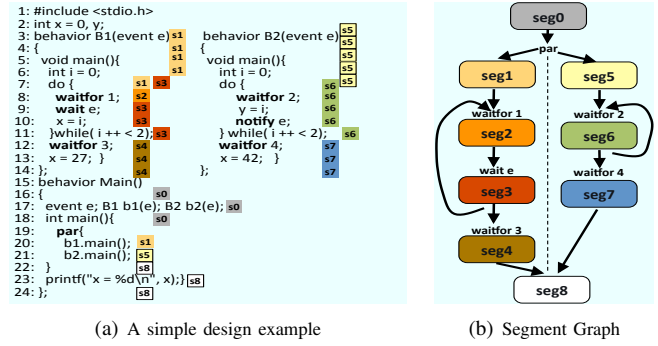 1: #include <stdio.h>
2: int x = 0, y;
3: behavior B1(event e) s1 behavior B2(event e) s5
4: { s1 { s5
5: void main(){ s1 void main(){ s5
6: int i = 0; s1 int i = 0; s5
7: do { s1 s3 do { s5 s6
8: waitfor 1; s2 waitfor 2; s6
9: wait e; s3 y = i; s6
10: x = i; s3 notify e; s6
11: }while( i ++ < 2); s3 } while( i ++ < 2); s6
12: waitfor 3; s4 waitfor 4; s7
13: x = 27; } s4 x = 42; } s7
14: }; s4 }; s7
15: behavior Main()
16: { s0
17: event e; B1 b1(e); B2 b2(e); s0
18: int main(){ s0
19: par{
20: b1.main(); s1
21: b2.main(); s5
22: } s8
23: printf("x = %d\n", x);} s8
24: }; s8
(a) A simple design example
seg0
par
seg1 seg5
waitfor 1 waitfor 2
seg2 seg6
wait e waitfor 4
seg3 seg7
waitfor 3
seg4
seg8
(b) Segment Graph